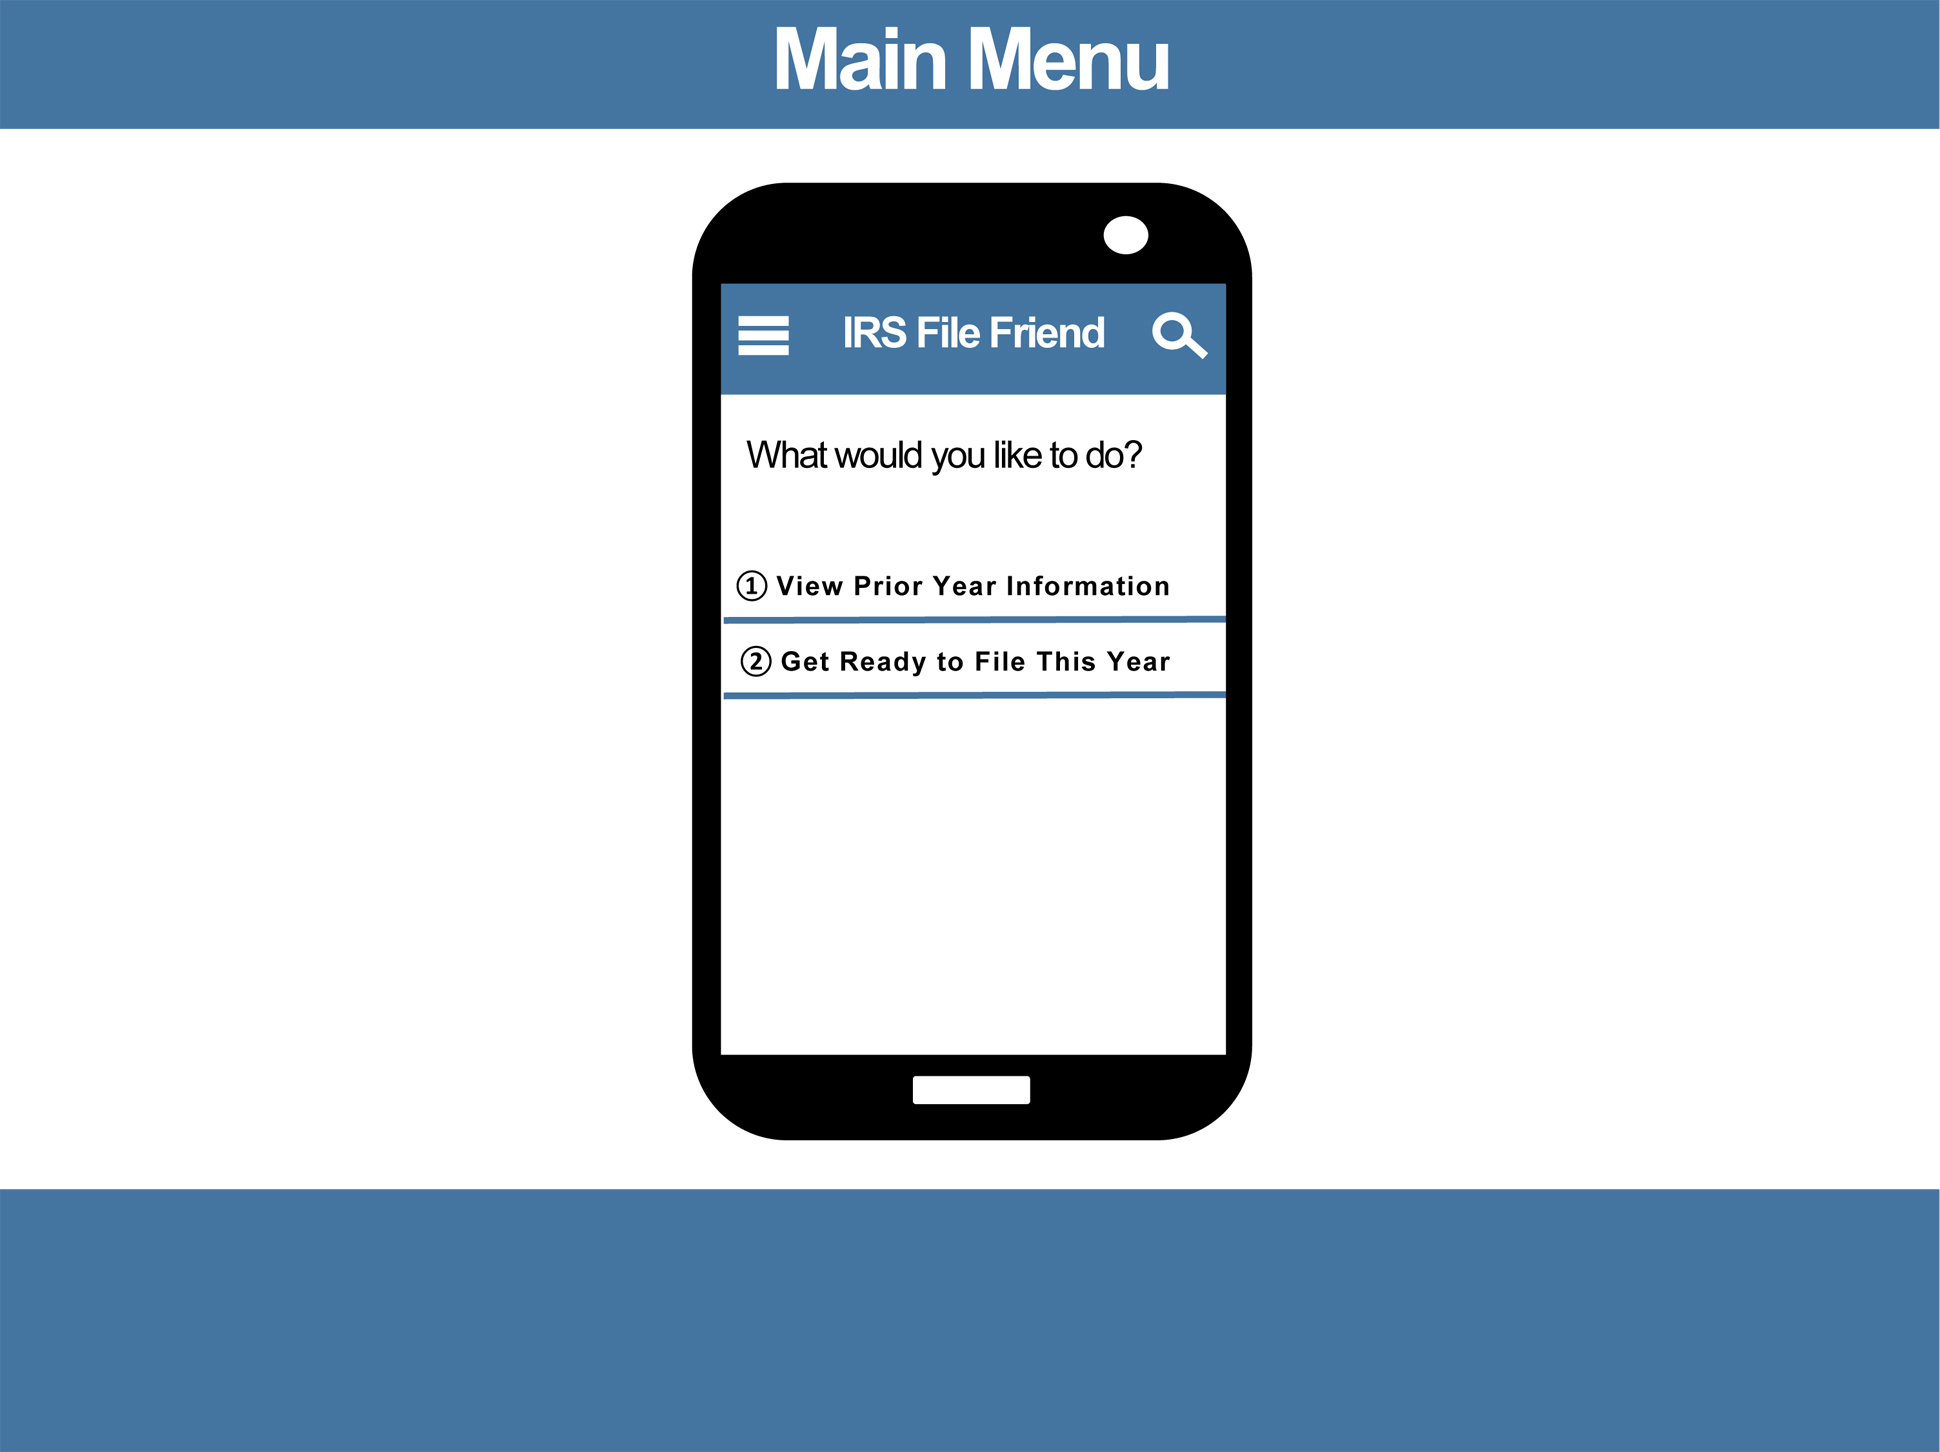 Main Menu
IRS File Friend
What would you like to do?
① View Prior Year Information
② Get Ready to File This Year